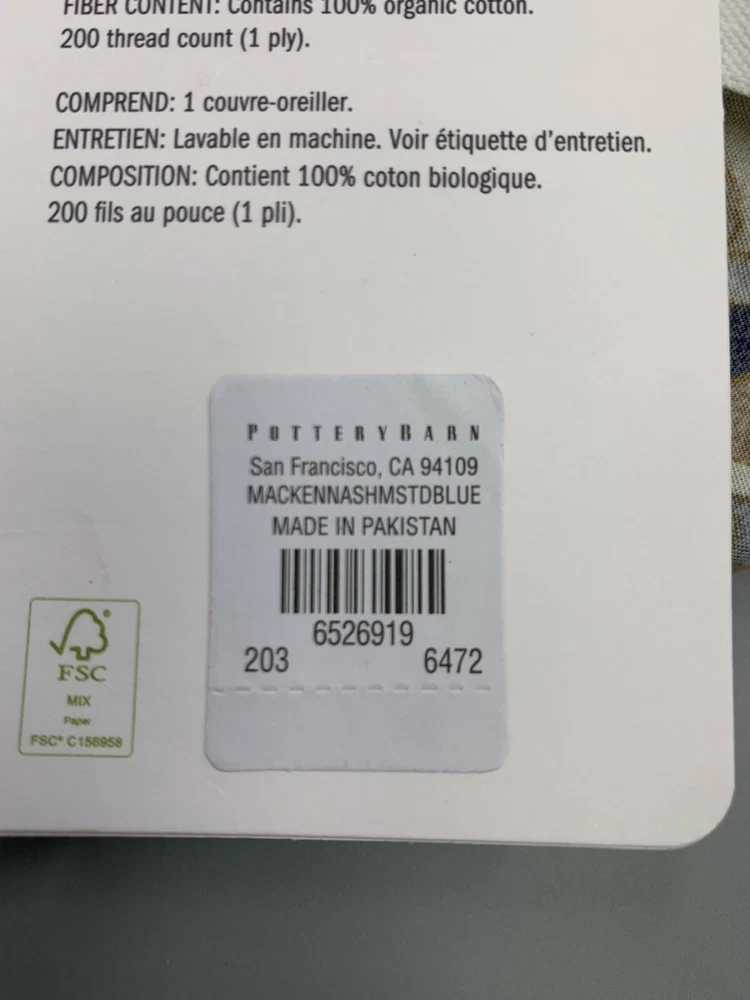 FIBER CONTENT: Contains 100% organic cotton.
200 thread count (1 ply).
COMPREND: 1 couvre-oreiller.
ENTRETIEN: Lavable en machine. Voir étiquette d'entretien.
COMPOSITION: Contient 100% coton biologique.
200 fils au pouce (1 pli).
POTTERYBARN
San Francisco, CA 94109
MACKENNASHMSTDBLUE
MADE IN PAKISTAN
6526919
203 6472
FSC
MIX
Paper
FSC® C156958